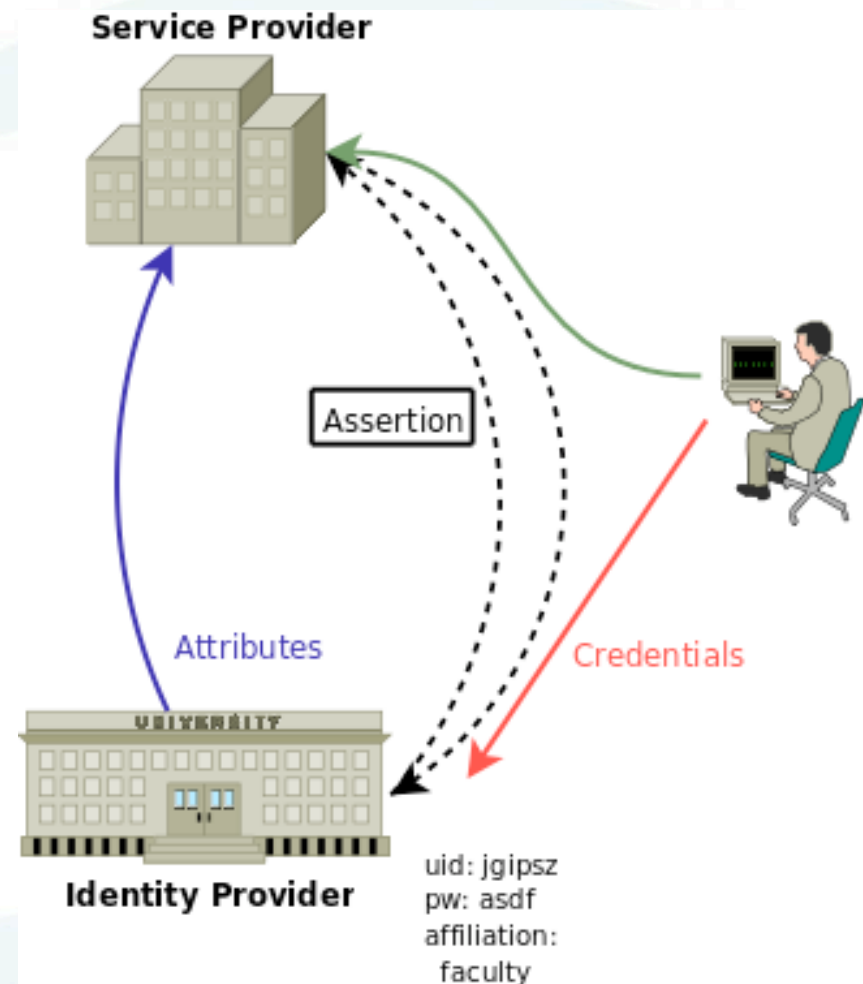 Service Provider
Assertion
Attributes
Credentials
UNIVERSITY
Identity Provider
uid: jgipsz
pw: asdf
affiliation:
faculty